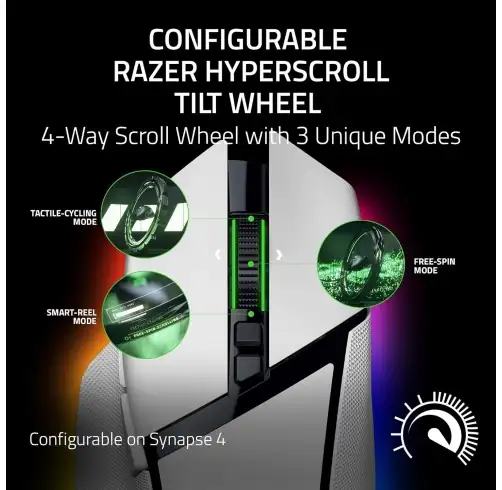 CONFIGURABLE
RAZER HYPERSCROLL
TILT WHEEL
4-Way Scroll Wheel with 3 Unique Modes
TACTILE-CYCLING
MODE
FREE-SPIN
MODE
SMART-REEL
MODE
Configurable on Synapse 4